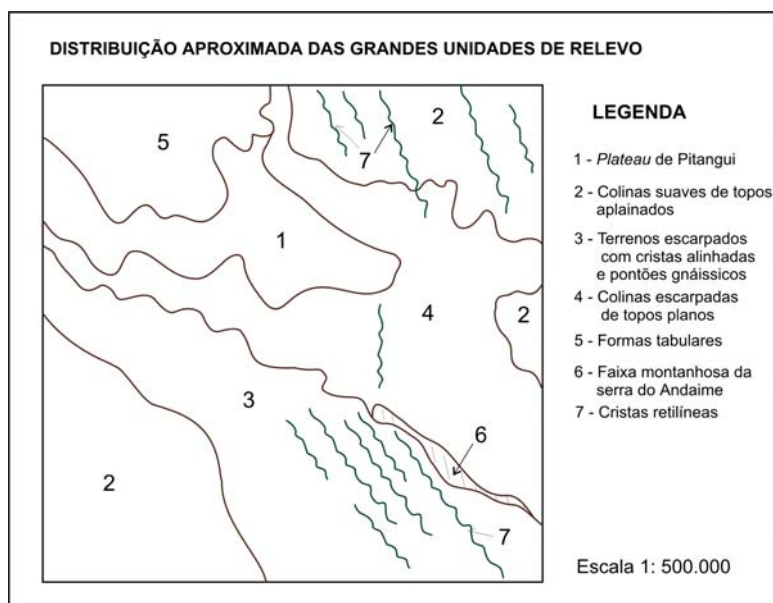 DISTRIBUIÇÃO APROXIMADA DAS GRANDES UNIDADES DE RELEVO
5
2
7
1
4
2
3
6
2
7
LEGENDA
1 - Plateau de Pitangui
2 - Colinas suaves de topos
aplainados
3 - Terrenos escarpados
com cristas alinhadas
e pontões gnáissicos
4 - Colinas escarpadas
de topos planos
5 - Formas tabulares
6 - Faixa montanhosa da
serra do Andaime
7 - Cristas retilíneas
Escala 1: 500.000